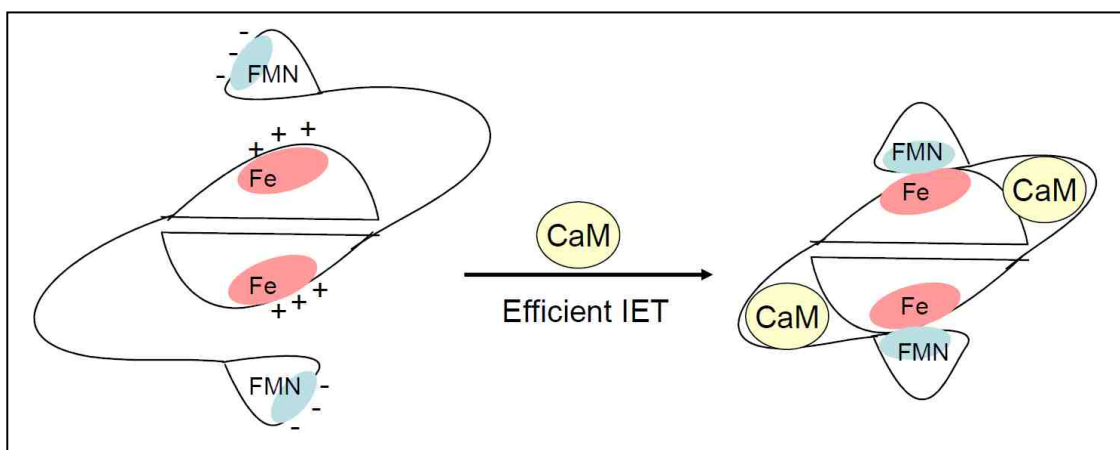 - - - FMN
+ + +
Fe
Fe
+ + + +
FMN - - -
CaM
Efficient IET
FMN
Fe
CaM
CaM
Fe
FMN